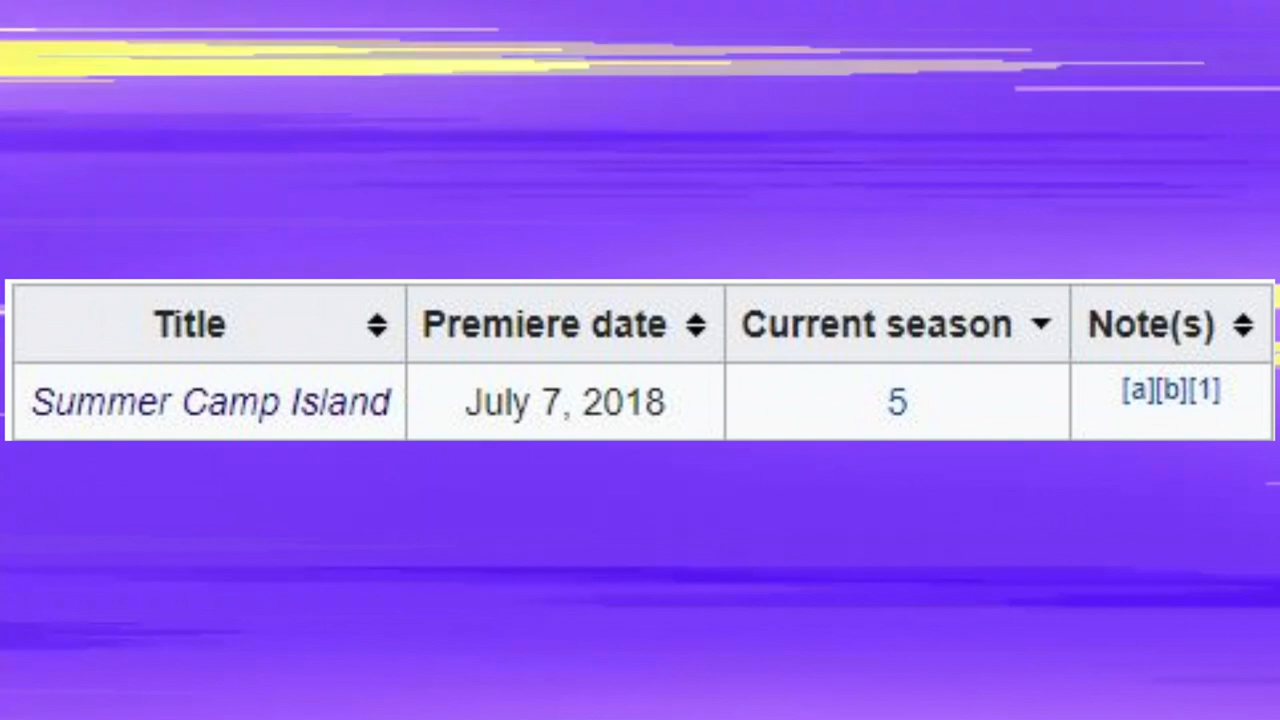 Title Premiere date Current season Note(s)
Summer Camp Island July 7, 2018 5 [a][b][1]